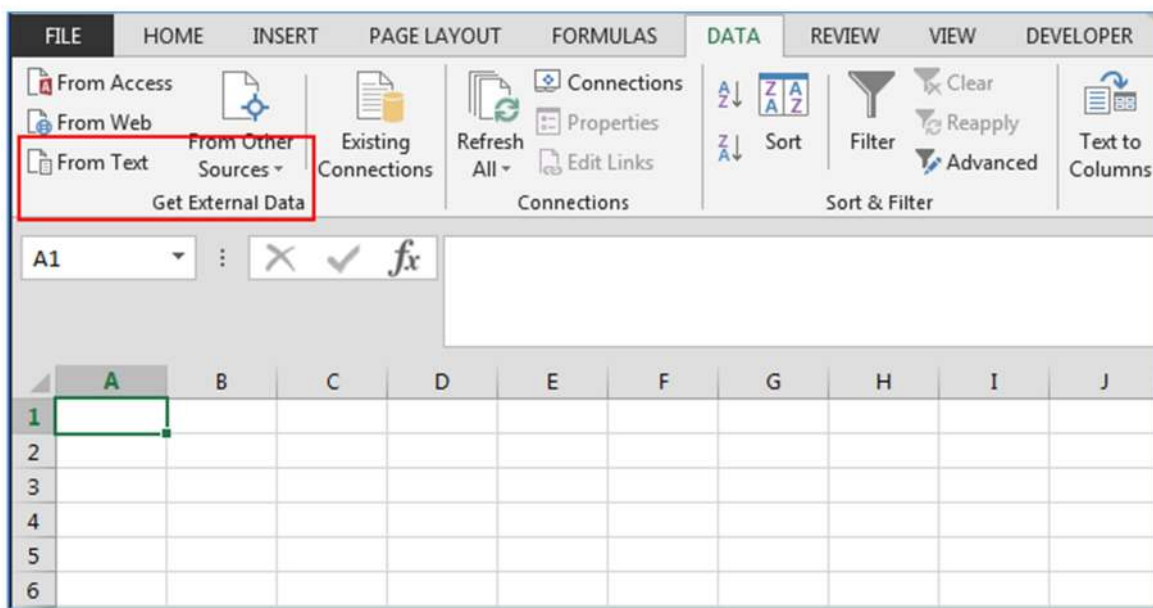 FILE HOME INSERT PAGE LAYOUT FORMULAS DATA REVIEW VIEW DEVELOPER
From Access
From Web
From Text
From Other
Sources
Get External Data
Existing
Connections
Refresh
All
Connections
Properties
Edit Links
Connections
A
Z
Z
A
Z A
A Z
Sort
Filter
Clear
Reapply
Advanced
Sort & Filter
Text to
Columns
A1
fx
A B C D E F G H I J
1
2
3
4
5
6